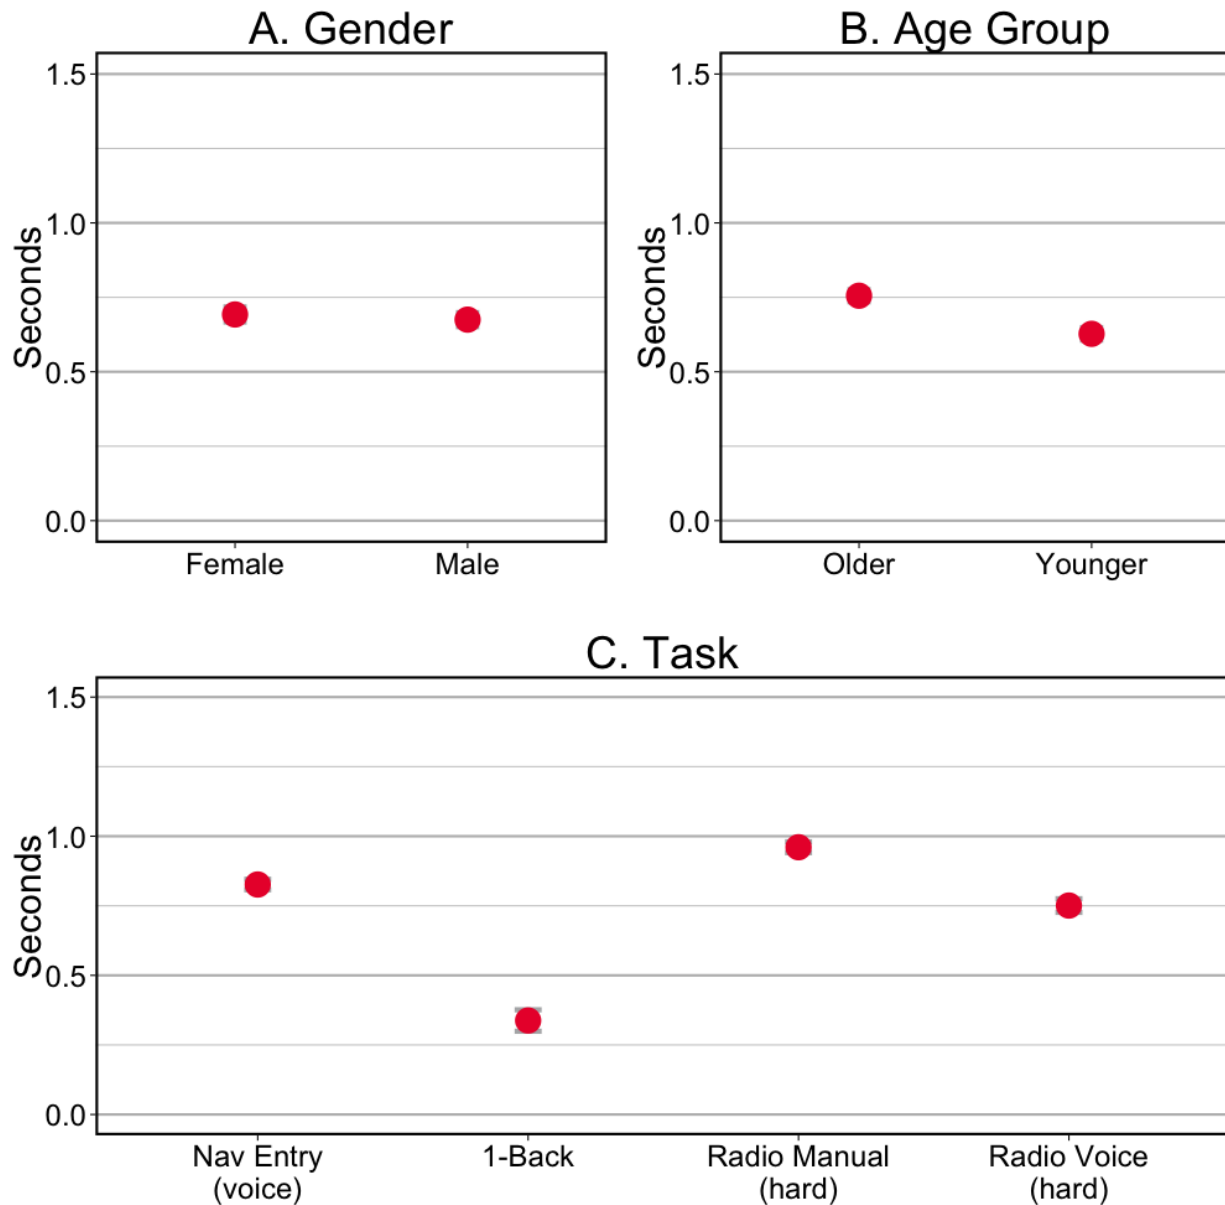 A. Gender
Seconds
1.5
1.0
0.5
0.0
Female Male
B. Age Group
Seconds
1.5
1.0
0.5
0.0
Older Younger
C. Task
Seconds
1.5
1.0
0.5
0.0
Nav Entry 1-Back Radio Manual Radio Voice
(voice) (hard) (hard)